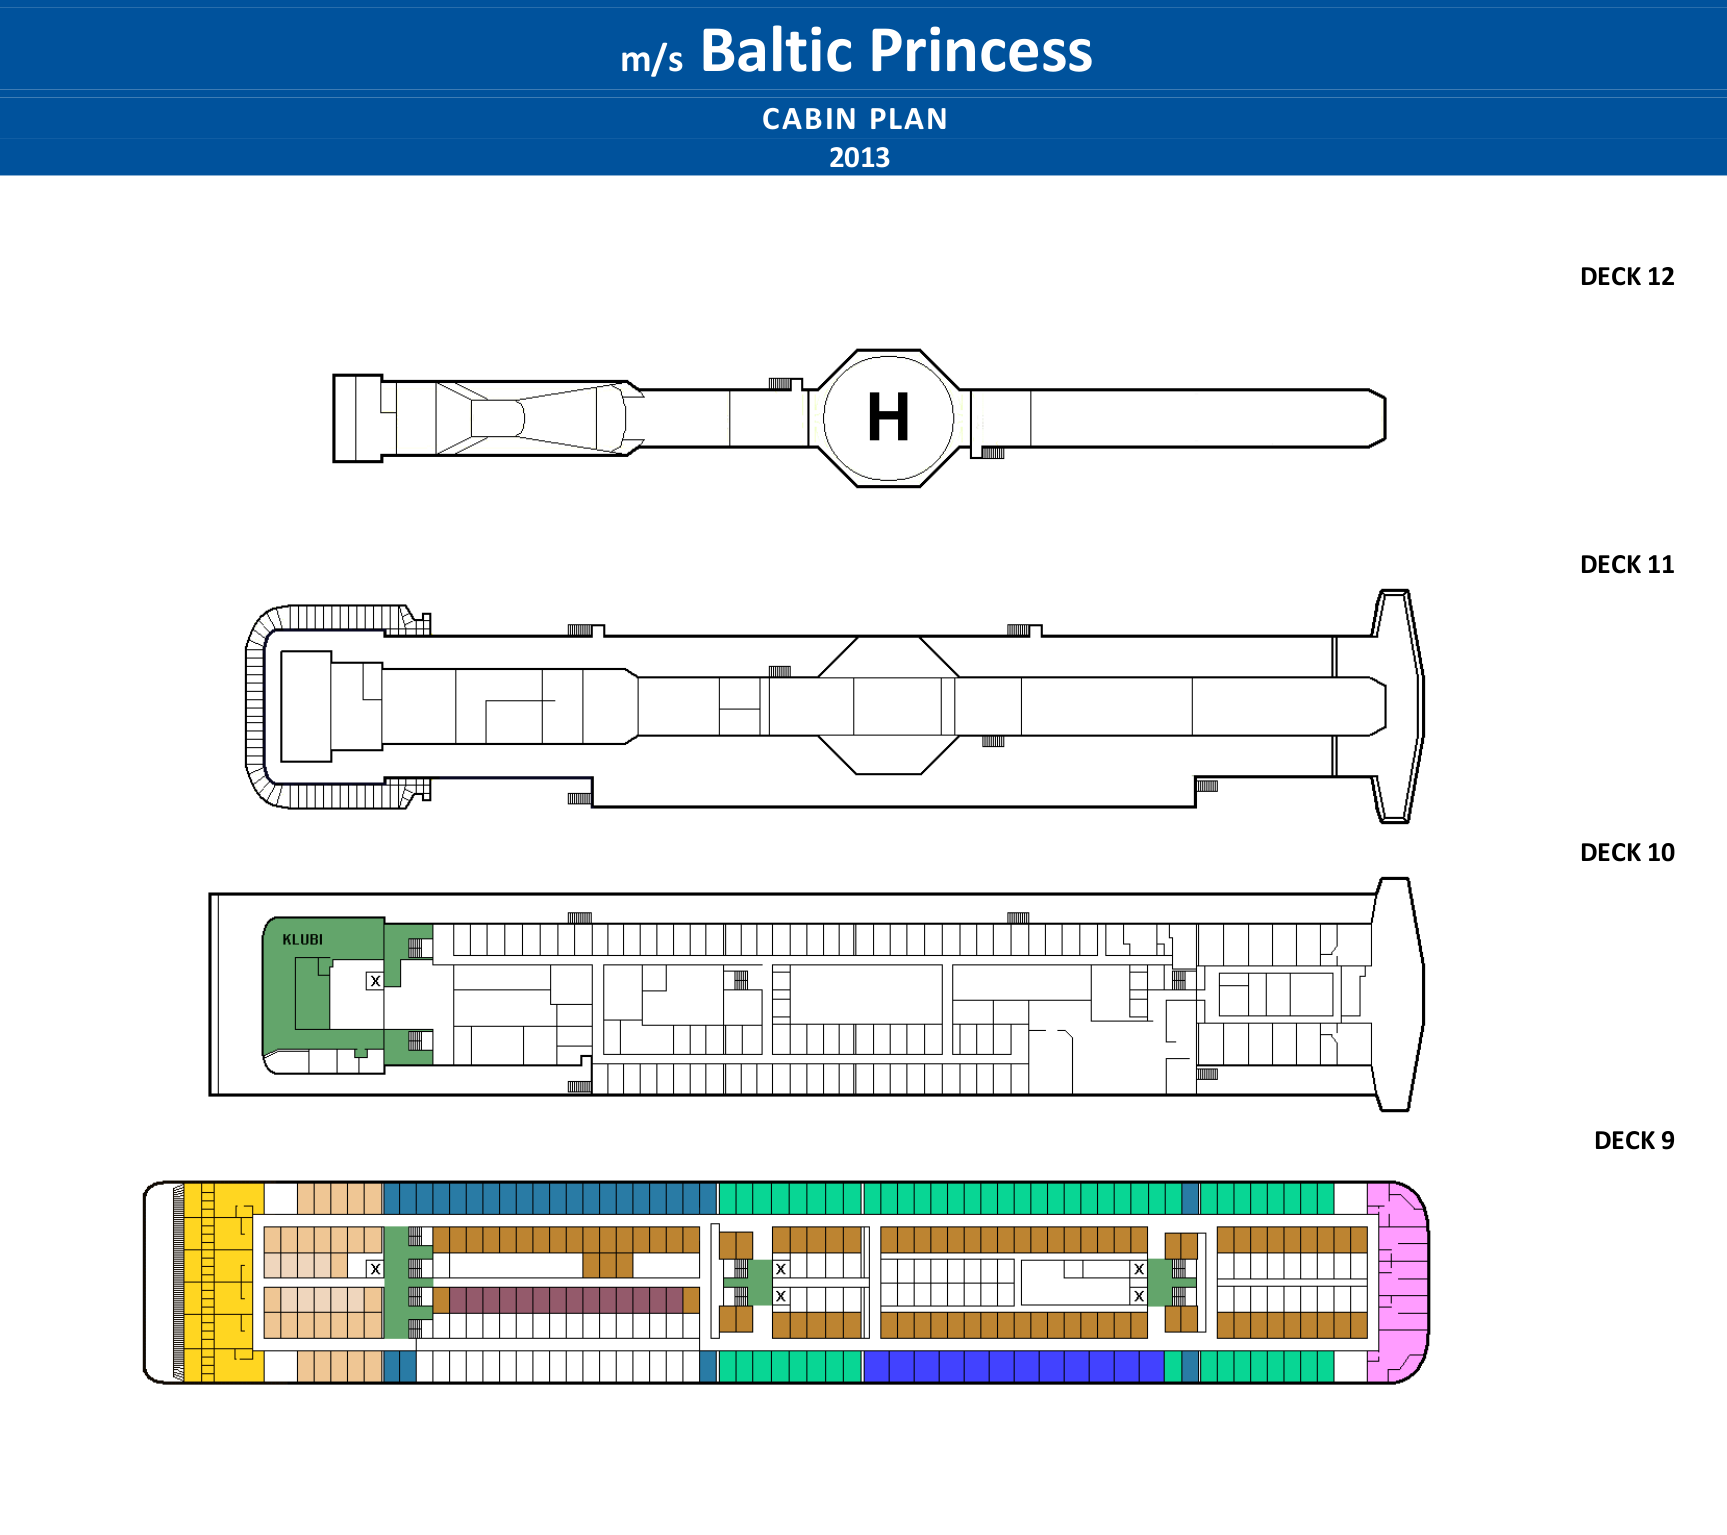 m/s Baltic Princess
CABIN PLAN
2013
DECK 12
H
DECK 11
DECK 10
KLUBI
X
DECK 9
X
X
X
X
X